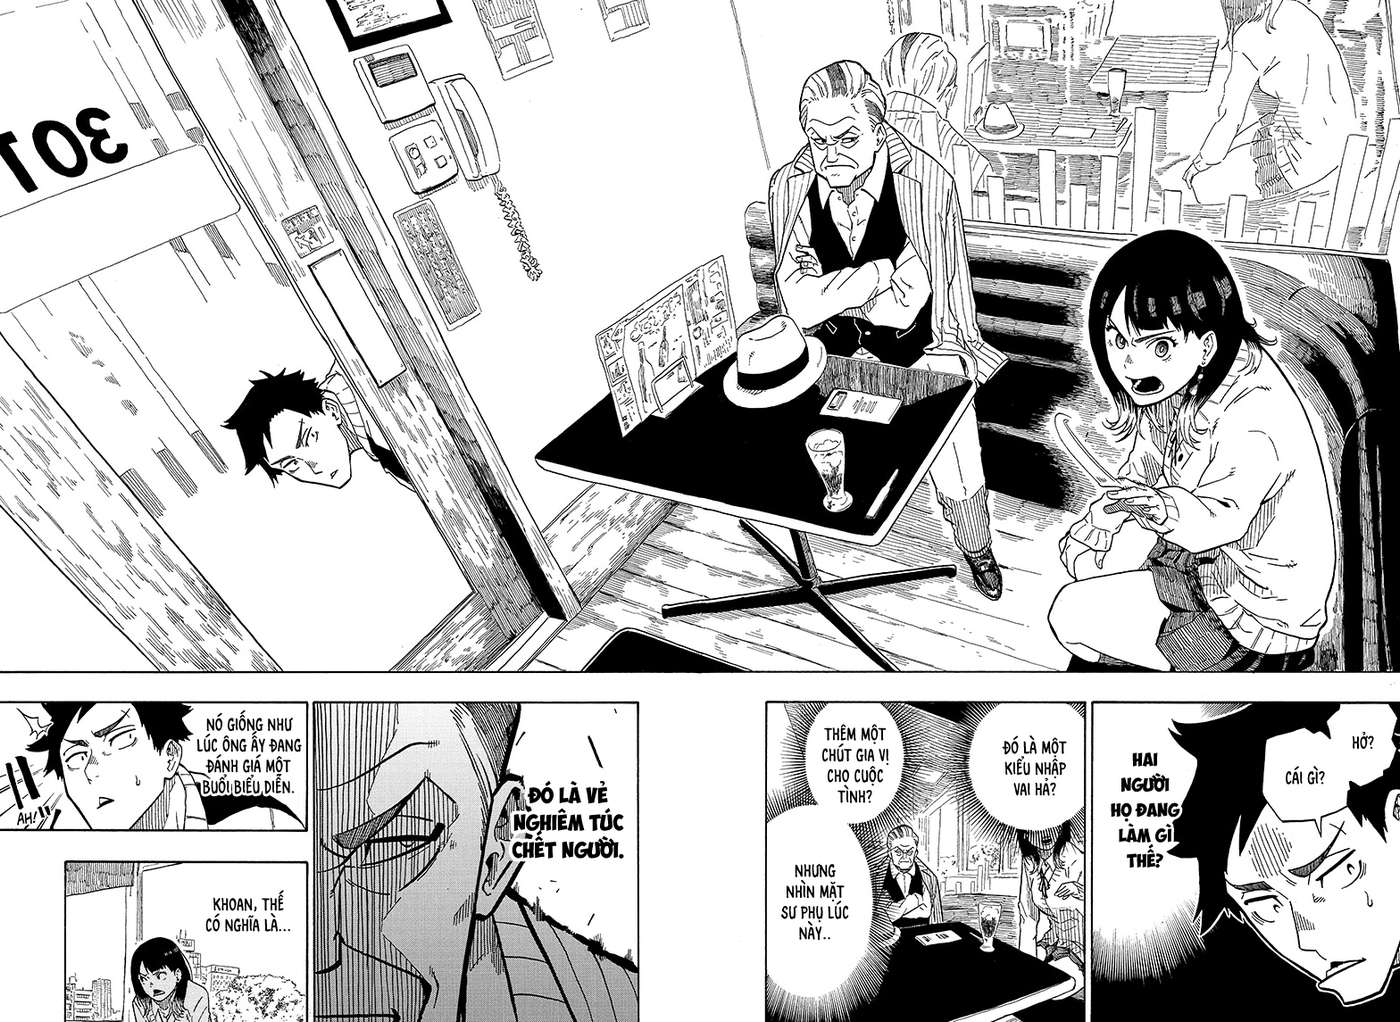 301
HỞ?
CÁI GÌ?
HAI
NGƯỜI
HỌ ĐANG
LÀM GÌ
THẾ?
ĐÓ LÀ MỘT
KIỂU NHẬP
VAI HẢ?
THÊM MỘT
CHÚT GIA VỊ
CHO CUỘC
TÌNH?
NHƯNG
NHÌN MẶT
SƯ PHỤ LÚC
NÀY..
ĐÓ LÀ VẺ
NGHIÊM TÚC
CHẾT NGƯỜI.
NÓ GIỐNG NHƯ
LÚC ÔNG ẤY ĐANG
ĐÁNH GIÁ MỘT
BUỔI BIỂU DIỄN.
AH!
KHOAN, THẾ
CÓ NGHĨA LÀ...